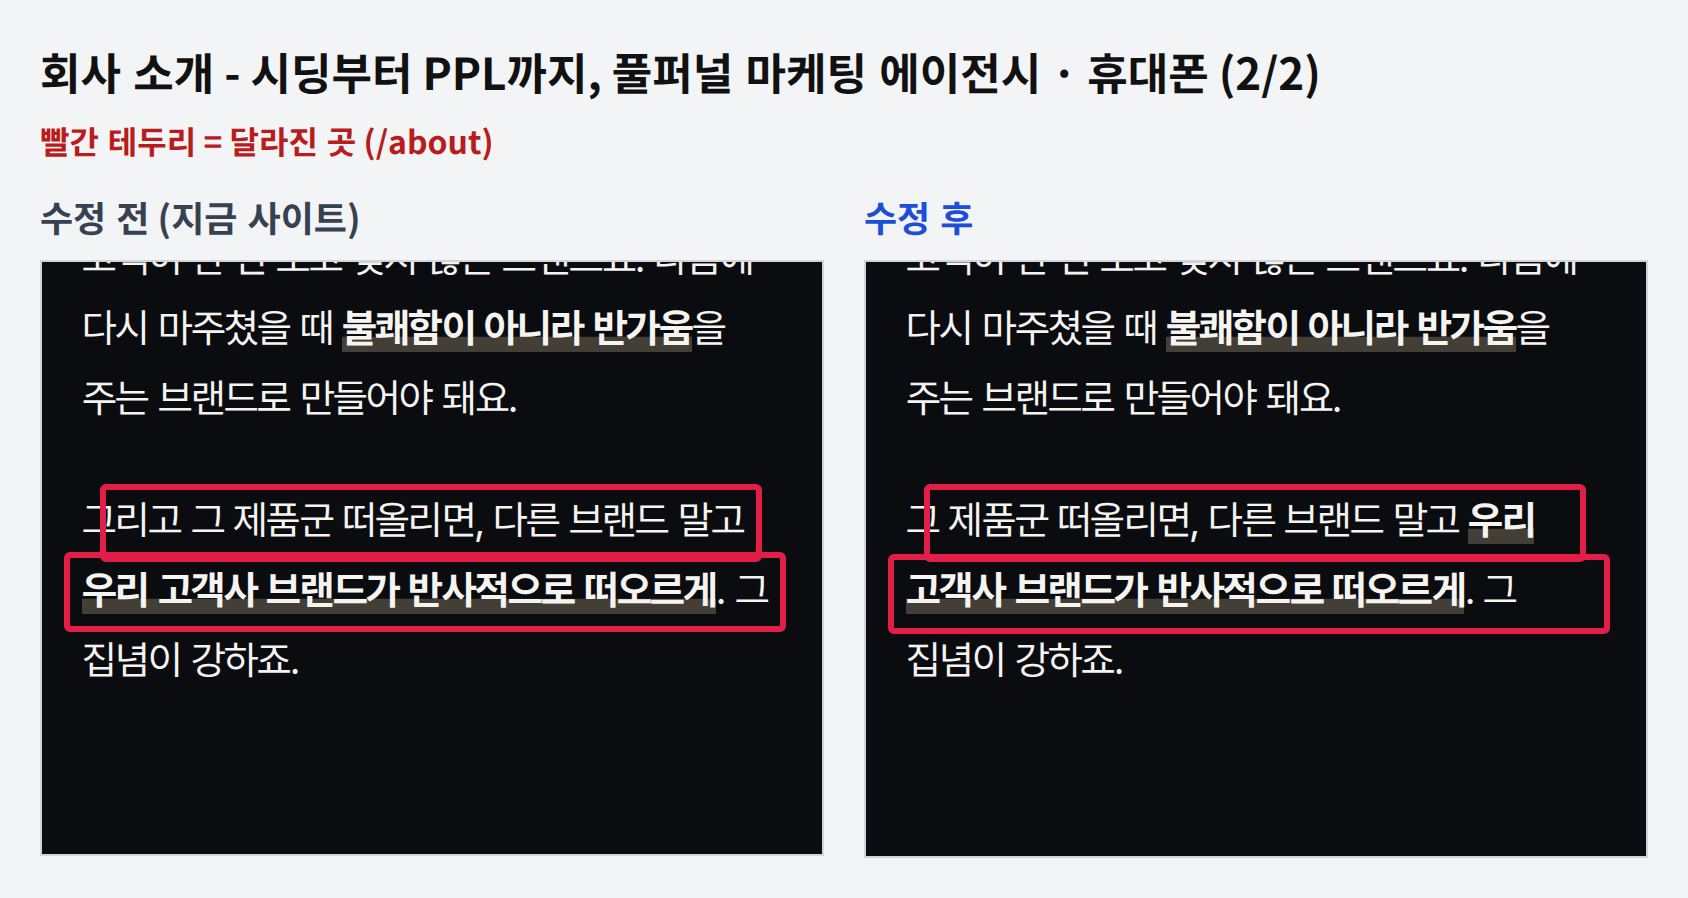 회사 소개 - 시딩부터 PPL까지, 풀퍼널 마케팅 에이전시 · 휴대폰 (2/2)
빨간 테두리 = 달라진 곳 (/about)
수정 전 (지금 사이트)
다시 마주쳤을 때 불쾌함이 아니라 반가움을
주는 브랜드로 만들어야 돼요.
그리고 그 제품군 떠올리면, 다른 브랜드 말고
우리 고객사 브랜드가 반사적으로 떠오르게. 그
집념이 강하죠.
수정 후
다시 마주쳤을 때 불쾌함이 아니라 반가움을
주는 브랜드로 만들어야 돼요.
그 제품군 떠올리면, 다른 브랜드 말고 우리
고객사 브랜드가 반사적으로 떠오르게. 그
집념이 강하죠.